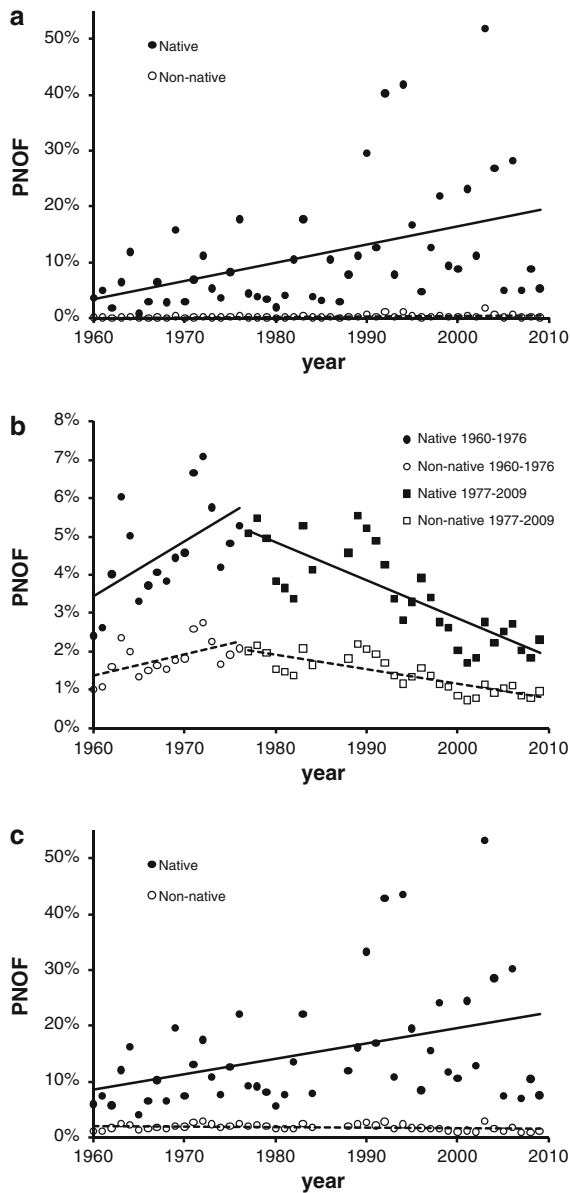 a
50%
40%
30%
20%
10%
0%
PNOF
Native
Non-native
1960 1970 1980 1990 2000 2010
year
b
8%
7%
6%
5%
4%
3%
2%
1%
0%
PNOF
Native 1960-1976
Non-native 1960-1976
Native 1977-2009
Non-native 1977-2009
1960 1970 1980 1990 2000 2010
year
c
50%
40%
30%
20%
10%
0%
PNOF
Native
Non-native
1960 1970 1980 1990 2000 2010
year